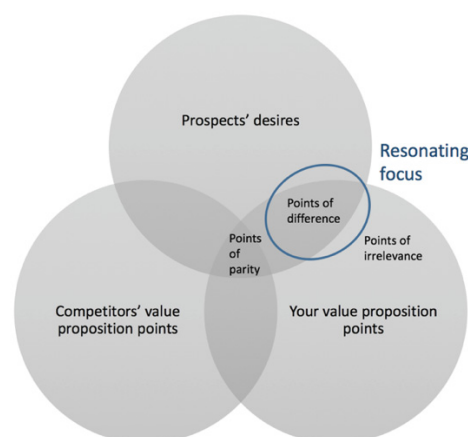 Prospects' desires
Resonating
focus
Points of
difference
Points
of
parity
Points of
irrelevance
Competitors' value
proposition points
Your value proposition
points